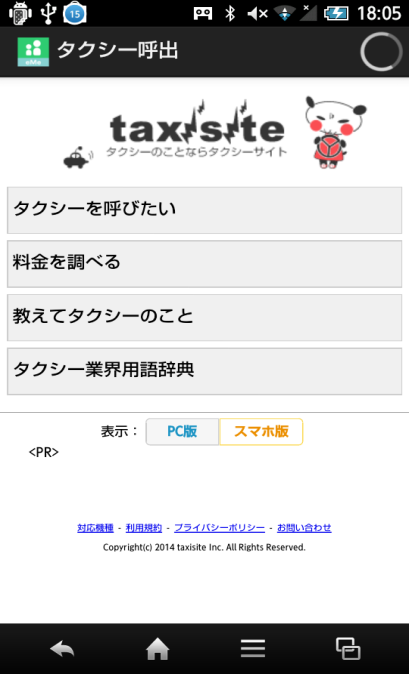 15
18:05
eMo
タクシー呼出
taxisite
タクシーのことならタクシーサイト
タクシーを呼びたい
料金を調べる
教えてタクシーのこと
タクシー業界用語辞典
表示： PC版 スマホ版
<PR>
対応機種 - 利用規約 - プライバシーポリシー - お問い合わせ
Copyright(c) 2014 taxisite Inc. All Rights Reserved.